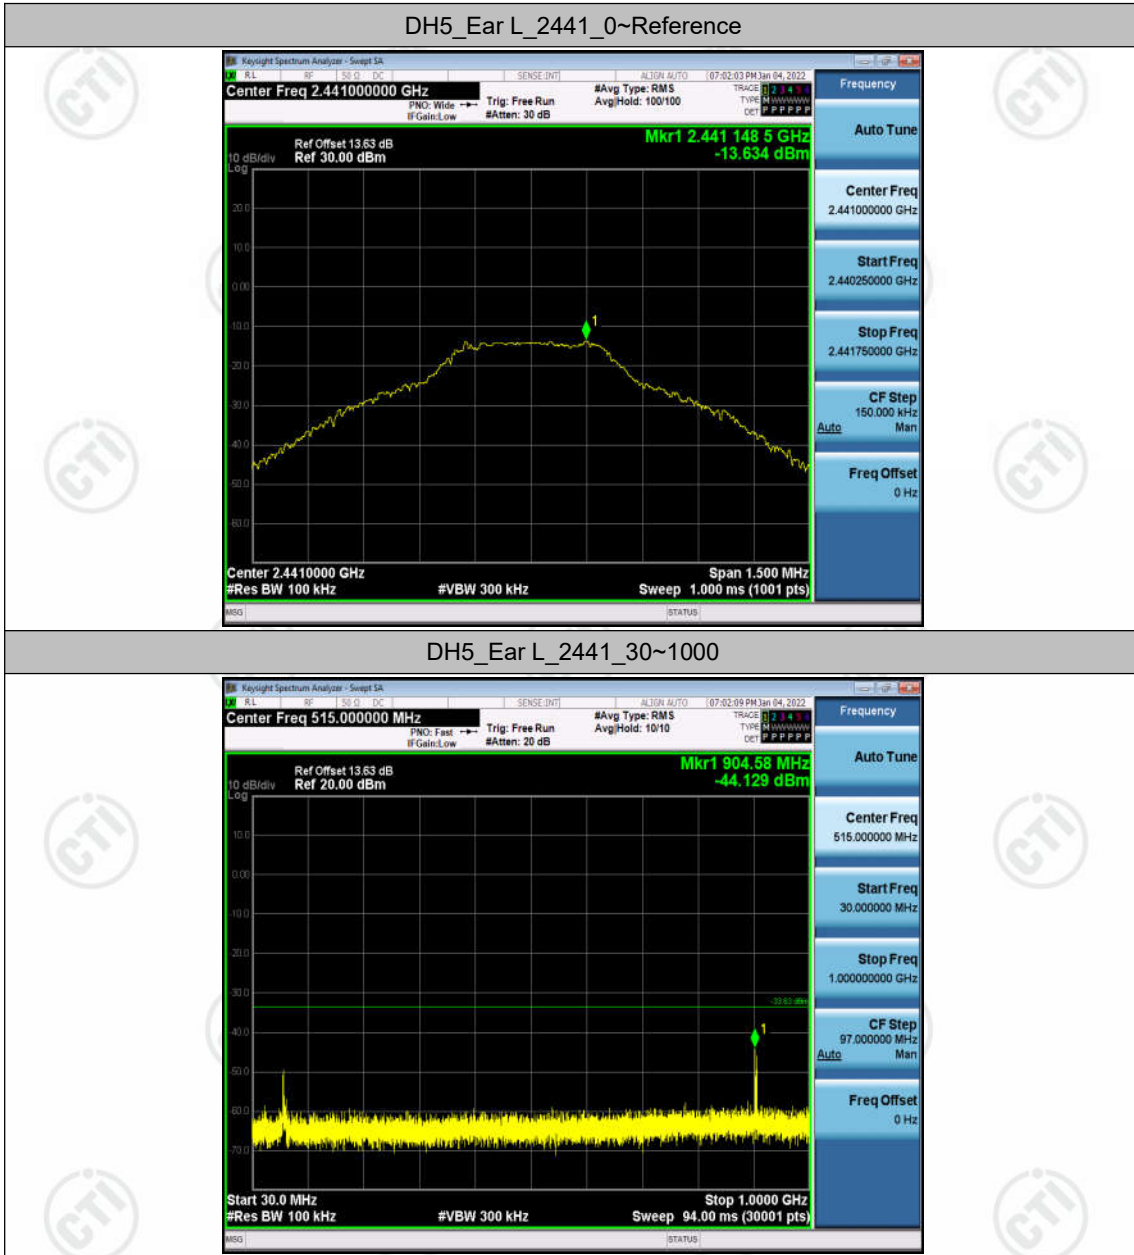 DH5_Ear L_2441_0~Reference
Keysight Spectrum Analyzer - Swept SA
RL RF 50 Ω DC SENSE:INT ALIGN AUTO 07:02:03 PM Jan 04, 2022
Center Freq 2.441000000 GHz
PNO: Wide
IFGain:Low
Trig: Free Run
#Atten: 30 dB
#Avg Type: RMS
Avg|Hold: 100/100
TRACE 1 2 3 4 5 6
TYPE M WWWWW
DET P P P P P P
Ref Offset 13.63 dB
10 dB/div Ref 30.00 dBm
Log
Mkr1 2.441 148 5 GHz
-13.634 dBm
20.0
10.0
0.00
-10.0
-20.0
-30.0
-40.0
-50.0
-60.0
1
Center 2.4410000 GHz
Span 1.500 MHz
#Res BW 100 kHz
#VBW 300 kHz
Sweep 1.000 ms (1001 pts)
MSG STATUS
Frequency
Auto Tune
Center Freq
2.441000000 GHz
Start Freq
2.440250000 GHz
Stop Freq
2.441750000 GHz
CF Step
150.000 kHz
Auto Man
Freq Offset
0 Hz
DH5_Ear L_2441_30~1000
Keysight Spectrum Analyzer - Swept SA
RL RF 50 Ω DC SENSE:INT ALIGN AUTO 07:02:09 PM Jan 04, 2022
Center Freq 515.000000 MHz
PNO: Fast
IFGain:Low
Trig: Free Run
#Atten: 20 dB
#Avg Type: RMS
Avg|Hold: 10/10
TRACE 1 2 3 4 5 6
TYPE M WWWWW
DET P P P P P P
Ref Offset 13.63 dB
10 dB/div Ref 20.00 dBm
Log
Mkr1 904.58 MHz
-44.129 dBm
10.0
0.00
-10.0
-20.0
-30.0
-33.63 dBm
-40.0
-50.0
-60.0
-70.0
1
Start 30.0 MHz
Stop 1.0000 GHz
#Res BW 100 kHz
#VBW 300 kHz
Sweep 94.00 ms (30001 pts)
MSG STATUS
Frequency
Auto Tune
Center Freq
515.000000 MHz
Start Freq
30.000000 MHz
Stop Freq
1.000000000 GHz
CF Step
97.000000 MHz
Auto Man
Freq Offset
0 Hz
CTI
CTI
CTI
CTI
CTI
CTI
CTI
CTI